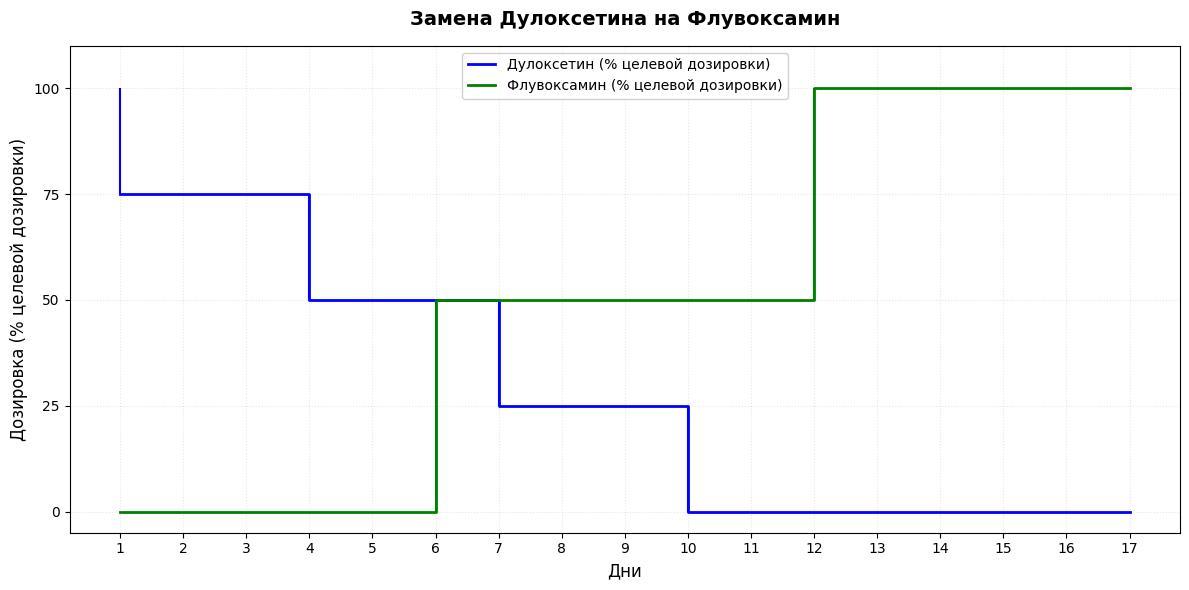 Замена Дулоксетина на Флувоксамин
Дулоксетин (% целевой дозировки)
Флувоксамин (% целевой дозировки)
Дозировка (% целевой дозировки)
100
75
50
25
0
1 2 3 4 5 6 7 8 9 10 11 12 13 14 15 16 17
Дни